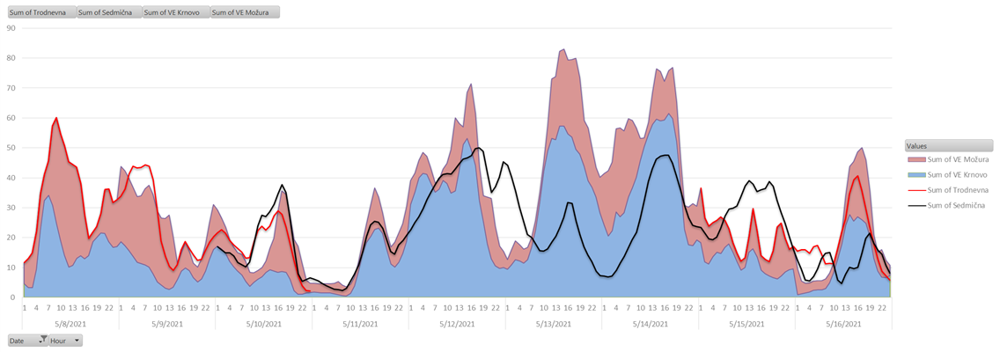 Sum of Trodnevna Sum of Sedmična Sum of VE Krnovo Sum of VE Možura
90
80
70
60
50
40
30
20
10
0
Values
Sum of VE Možura
Sum of VE Krnovo
Sum of Trodnevna
Sum of Sedmična
1 4 7 10 13 16 19 22 1 4 7 10 13 16 19 22 1 4 7 10 13 16 19 22 1 4 7 10 13 16 19 22 1 4 7 10 13 16 19 22 1 4 7 10 13 16 19 22 1 4 7 10 13 16 19 22 1 4 7 10 13 16 19 22 1 4 7 10 13 16 19 22
5/8/2021 5/9/2021 5/10/2021 5/11/2021 5/12/2021 5/13/2021 5/14/2021 5/15/2021 5/16/2021
Date Hour